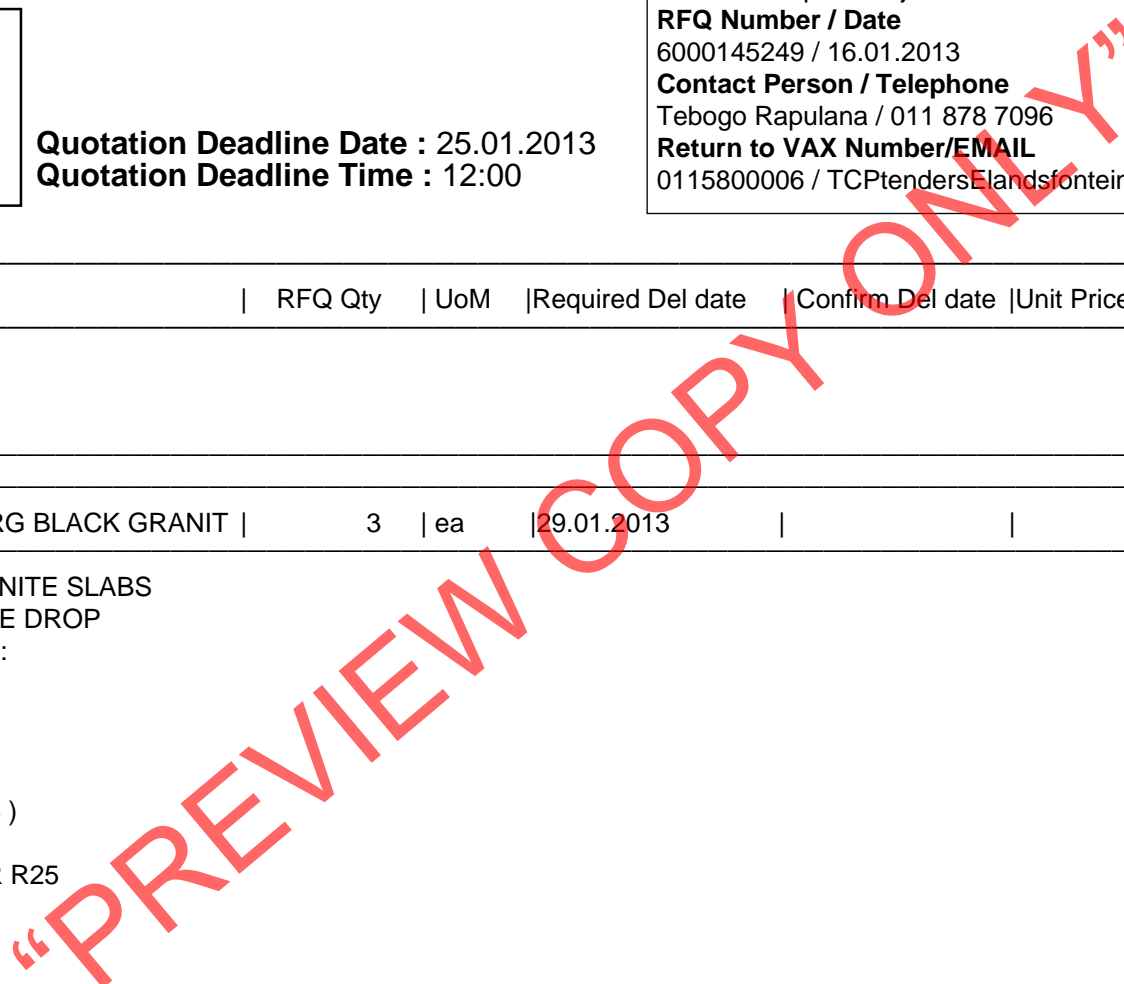 RFQ Number / Date
6000145249 / 16.01.2013
Contact Person / Telephone
Tebogo Rapulana / 011 878 7096
Return to VAX Number/EMAIL
0115800006 / TCPtendersElandsfontein
Quotation Deadline Date : 25.01.2013
Quotation Deadline Time : 12:00
| RFQ Qty | UoM |Required Del date | Confirm Del date |Unit Price
RG BLACK GRANIT | 3 | ea |29.01.2013 | |
NITE SLABS
E DROP
:
)
R25
“PREVIEW COPY ONLY”